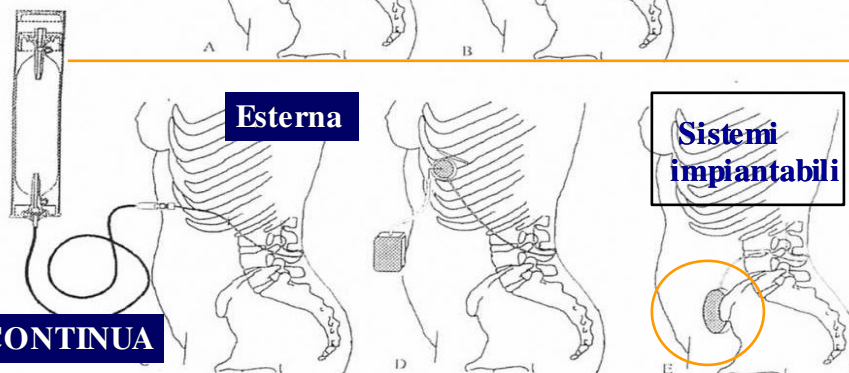 A B
Esterna
Sistemi
impiantabili
CONTINUA
D
E